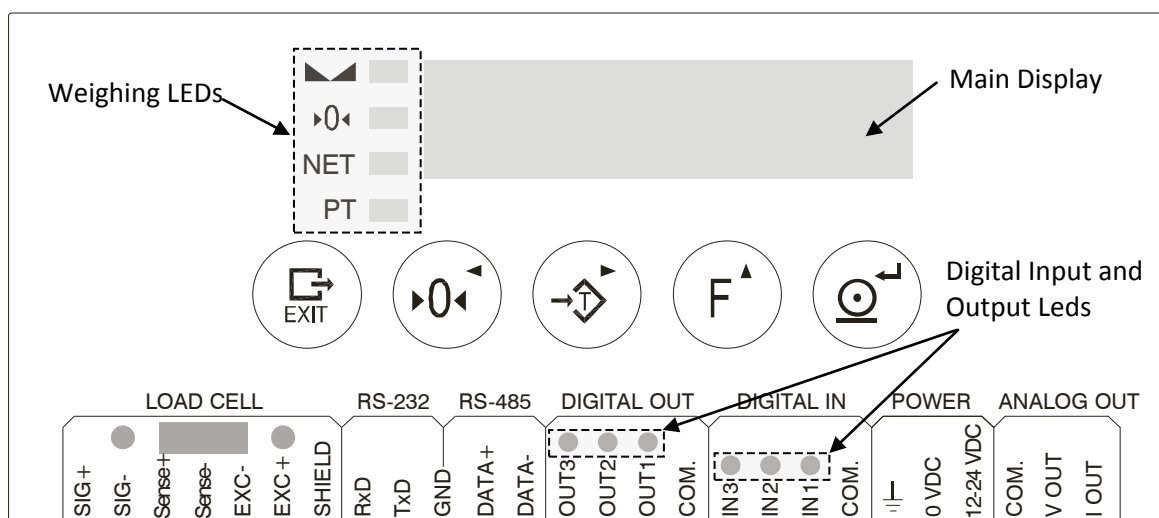 Weighing LEDs
Main Display
▸0◂
NET
PT
EXIT
▸0◂
T
F
Digital Input and
Output Leds
LOAD CELL
RS-232
RS-485
DIGITAL OUT
DIGITAL IN
POWER
ANALOG OUT
SIG+
SIG-
Sense+
Sense-
EXC-
EXC+
SHIELD
RxD
TxD
GND
DATA+
DATA-
OUT3
OUT2
OUT1
COM.
IN3
IN2
IN1
COM.
0 VDC
12-24 VDC
COM.
V OUT
I OUT